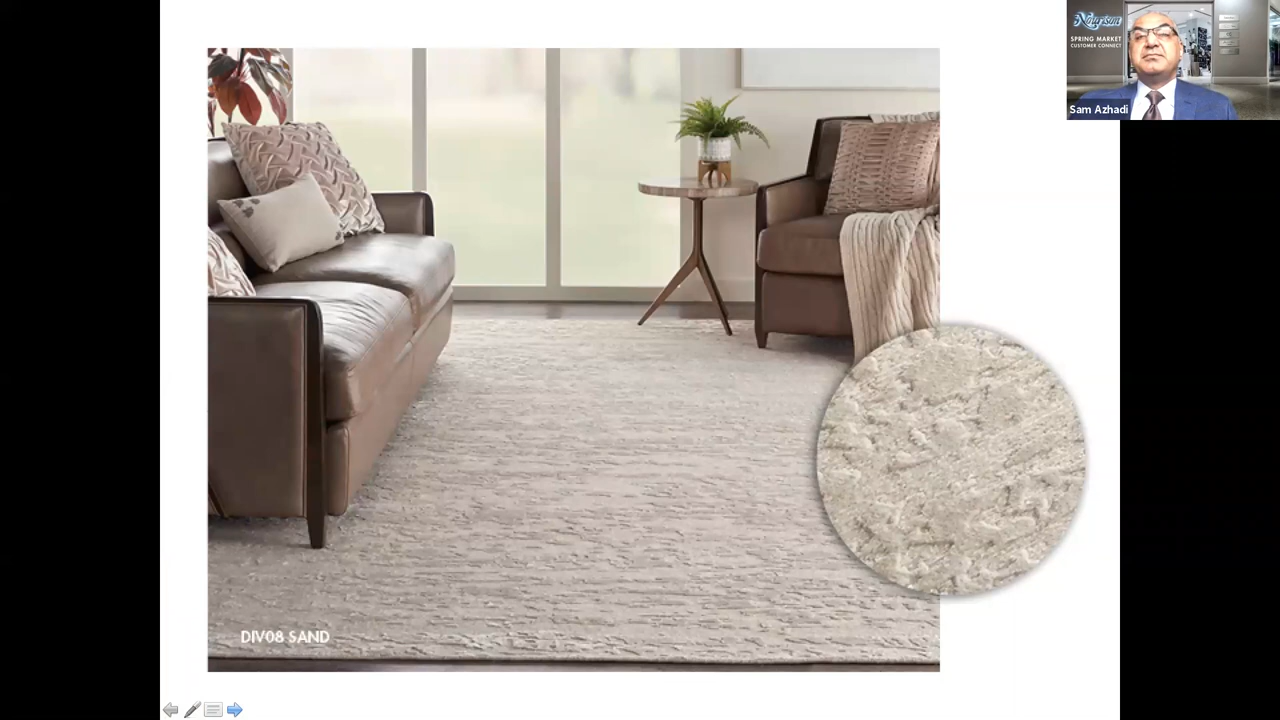 Nourison
SPRING MARKET
CUSTOMER CONNECT
Sam Azhadi
DIV08 SAND